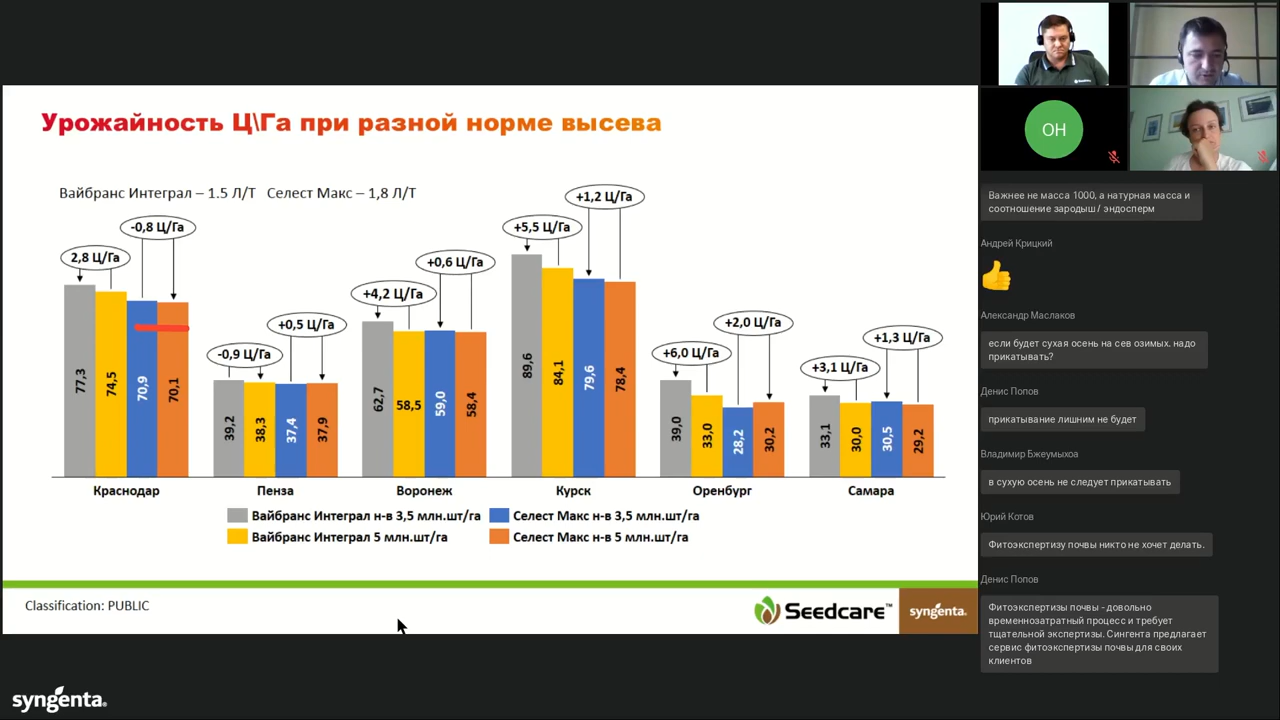 Урожайность Ц\Га при разной норме высева
Вайбранс Интеграл – 1.5 Л/Т Селест Макс – 1,8 Л/Т
2,8 Ц/Га
-0,8 Ц/Га
-0,9 Ц/Га
+0,5 Ц/Га
+4,2 Ц/Га
+0,6 Ц/Га
+5,5 Ц/Га
+1,2 Ц/Га
+6,0 Ц/Га
+2,0 Ц/Га
+3,1 Ц/Га
+1,3 Ц/Га
77,3
74,5
70,9
70,1
39,2
38,3
37,4
37,9
62,7
58,5
59,0
58,4
89,6
84,1
79,6
78,4
39,0
33,0
28,2
30,2
33,1
30,0
30,5
29,2
Краснодар
Пенза
Воронеж
Курск
Оренбург
Самара
Вайбранс Интеграл н-в 3,5 млн.шт/га
Селест Макс н-в 3,5 млн.шт/га
Вайбранс Интеграл 5 млн.шт/га
Селест Макс н-в 5 млн.шт/га
Classification: PUBLIC
Seedcare™
syngenta.
syngenta.
ОН
Важнее не масса 1000, а натурная масса и
соотношение зародыш / эндосперм
Андрей Крицкий
Александр Маслаков
если будет сухая осень на сев озимых. надо
прикатывать?
Денис Попов
прикатывание лишним не будет
Владимир Бжеумыхоа
в сухую осень не следует прикатывать
Юрий Котов
Фитоэкспертизу почвы никто не хочет делать.
Денис Попов
Фитоэкспертизы почвы - довольно
временнозатратный процесс и требует
тщательной экспертизы. Сингента предлагает
сервис фитоэкспертизы почвы для своих
клиентов